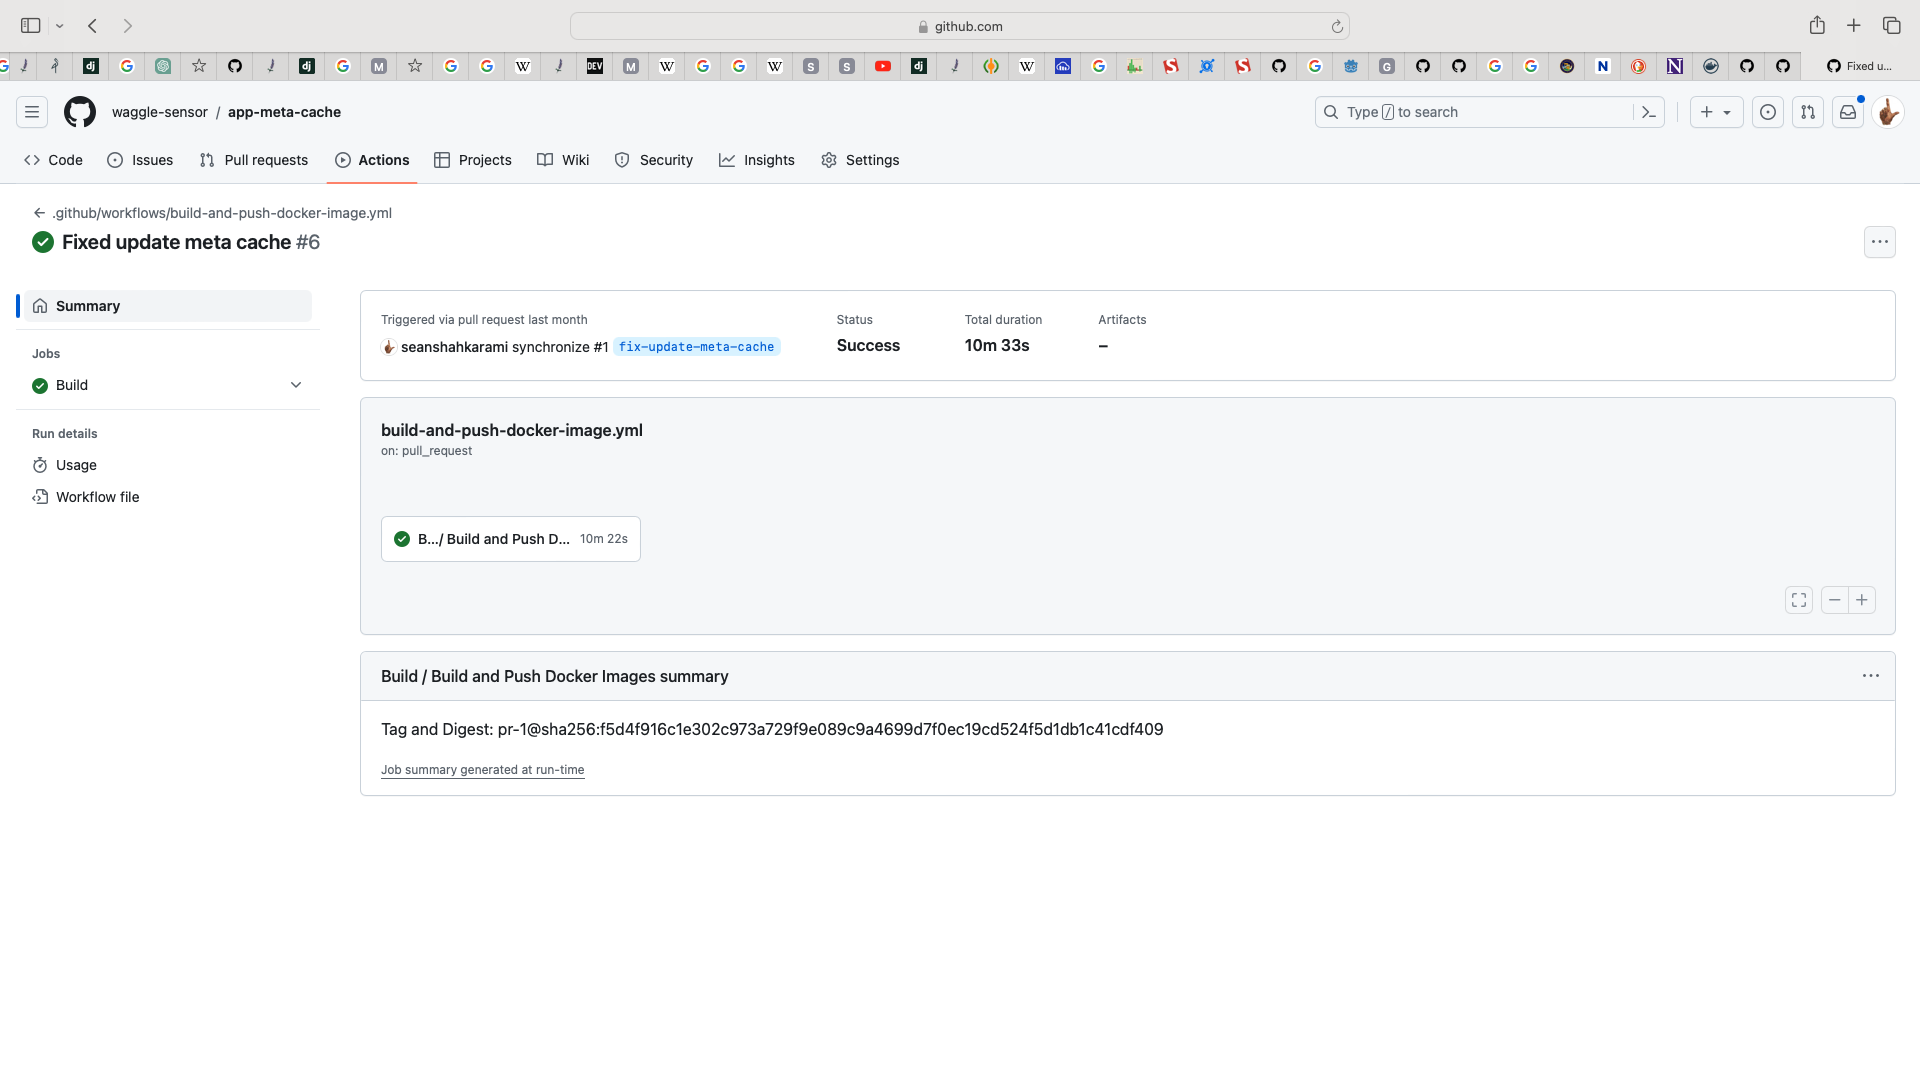 github.com
DEV
Fixed u...
waggle-sensor / app-meta-cache
Type / to search
Code
Issues
Pull requests
Actions
Projects
Wiki
Security
Insights
Settings
.github/workflows/build-and-push-docker-image.yml
Fixed update meta cache #6
Summary
Jobs
Build
Run details
Usage
Workflow file
Triggered via pull request last month
seanshahkarami synchronize #1 fix-update-meta-cache
Status
Success
Total duration
10m 33s
Artifacts
–
build-and-push-docker-image.yml
on: pull_request
B.../ Build and Push D... 10m 22s
Build / Build and Push Docker Images summary
Tag and Digest: pr-1@sha256:f5d4f916c1e302c973a729f9e089c9a4699d7f0ec19cd524f5d1db1c41cdf409
Job summary generated at run-time